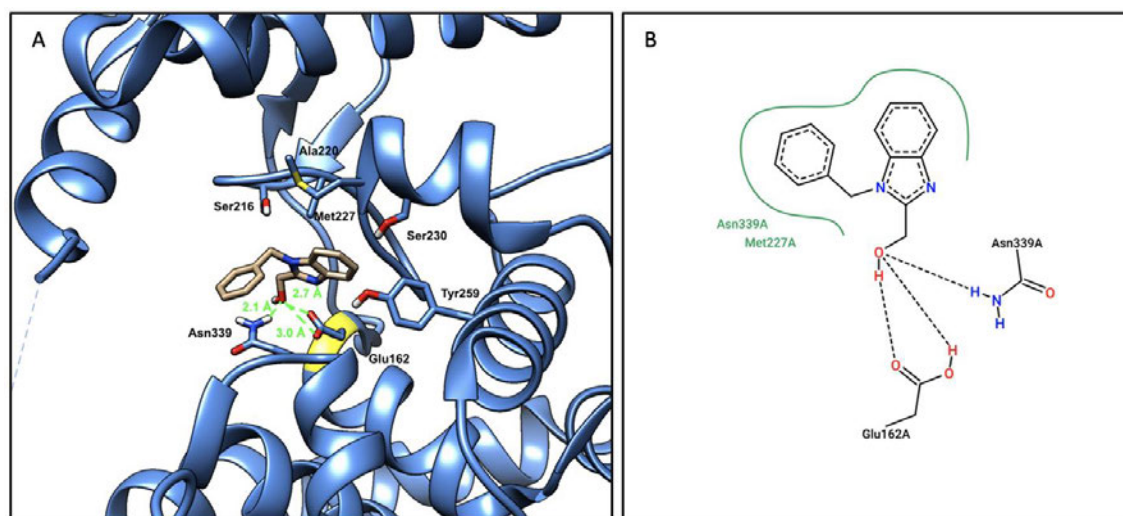 A
Ala220
Ser216
Met227
Ser230
2.7 Å
2.1 Å
Tyr259
Asn339
3.0 Å
Glu162
B
N
N
Asn339A
Met227A
O
H
Asn339A
H
N
O
H
H
O
O
Glu162A